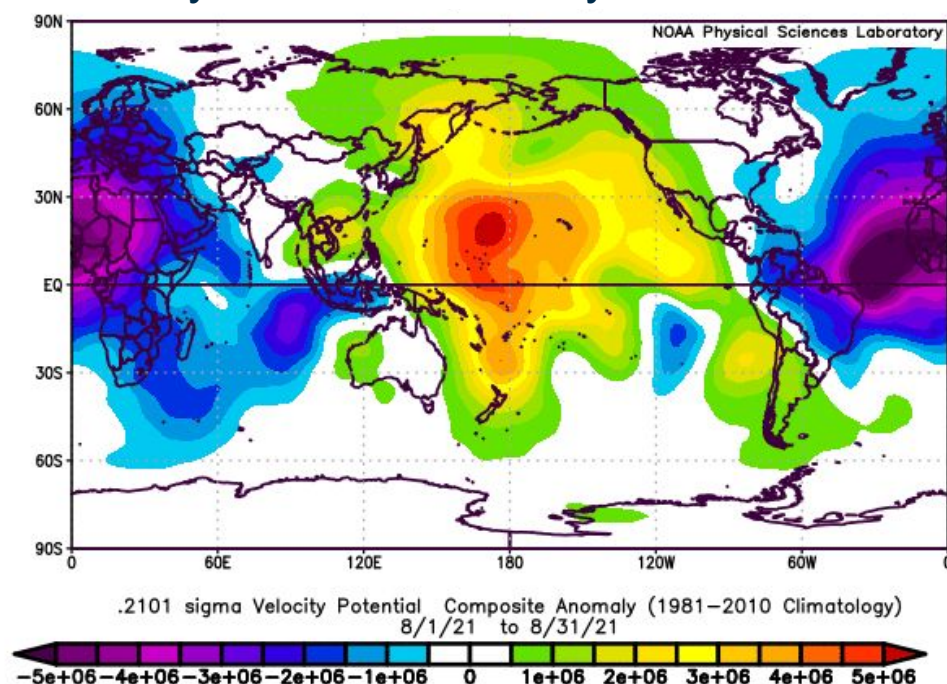 NOAA Physical Sciences Laboratory
90N
60N
30N
EQ
30S
60S
90S
0 60E 120E 180 120W 60W 0
.2101 sigma Velocity Potential Composite Anomaly (1981-2010 Climatology)
8/1/21 to 8/31/21
-5e+06 -4e+06 -3e+06 -2e+06 -1e+06 0 1e+06 2e+06 3e+06 4e+06 5e+06